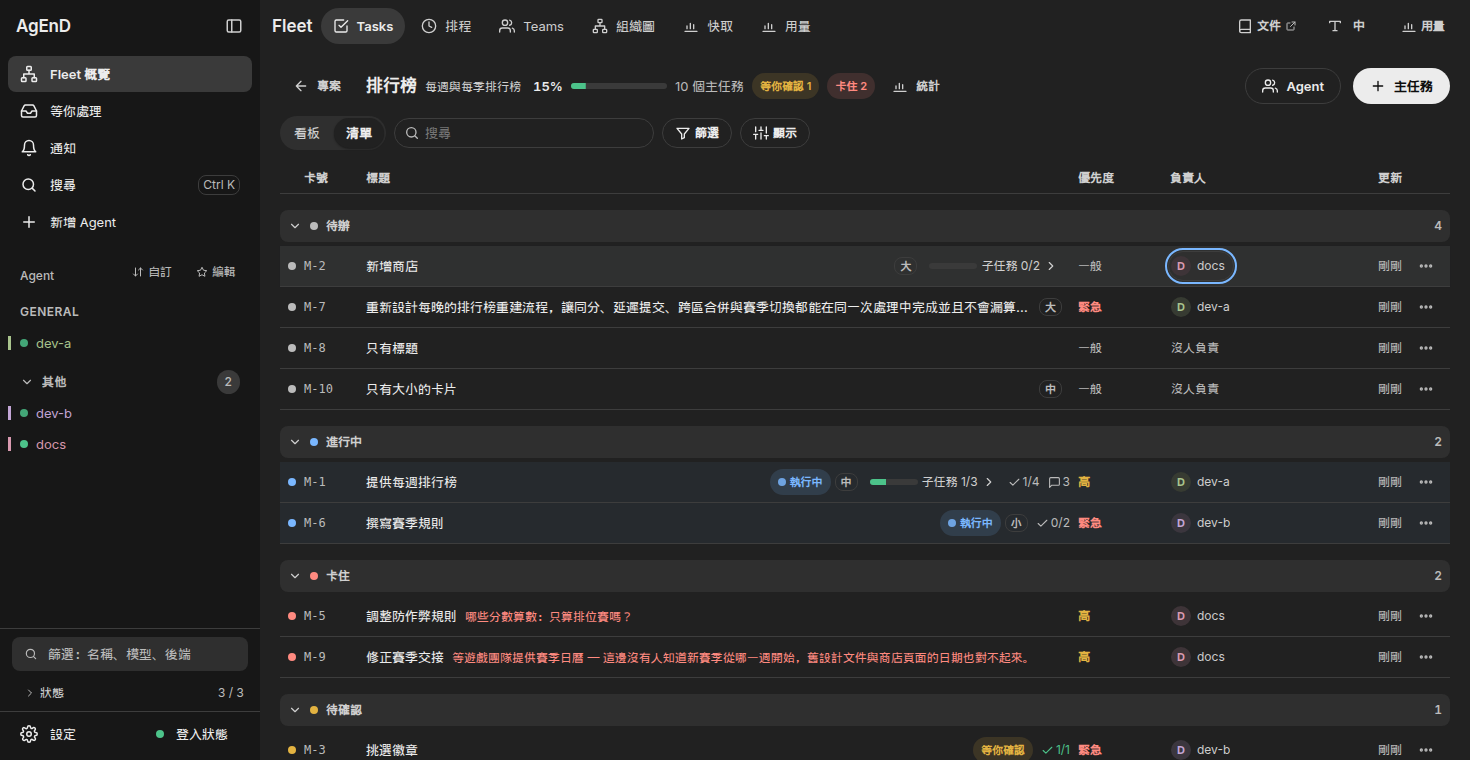 AgEnD
Fleet 概覽
等你處理
通知
搜尋 Ctrl K
新增 Agent
Agent 自訂 編輯
GENERAL
dev-a
其他 2
dev-b
docs
篩選：名稱、模型、後端
狀態 3 / 3
設定 登入狀態
Fleet Tasks 排程 Teams 組織圖 快取 用量 文件 中 用量
專案 排行榜 每週與每季排行榜 15% 10 個主任務 等你確認 1 卡住 2 統計 Agent 主任務
看板 清單 搜尋 篩選 顯示
卡號 標題 優先度 負責人 更新
待辦 4
M-2 新增商店 大 子任務 0/2 一般 D docs 剛剛
M-7 重新設計每晚的排行榜重建流程，讓同分、延遲提交、跨區合併與賽季切換都能在同一次處理中完成並且不會漏算… 大 緊急 D dev-a 剛剛
M-8 只有標題 一般 沒人負責 剛剛
M-10 只有大小的卡片 中 一般 沒人負責 剛剛
進行中 2
M-1 提供每週排行榜 執行中 中 子任務 1/3 1/4 3 高 D dev-a 剛剛
M-6 撰寫賽季規則 執行中 小 0/2 緊急 D dev-b 剛剛
卡住 2
M-5 調整防作弊規則 哪些分數算數：只算排位賽嗎？ 高 D docs 剛剛
M-9 修正賽季交接 等遊戲團隊提供賽季日曆 — 這邊沒有人知道新賽季從哪一週開始，舊設計文件與商店頁面的日期也對不起來。 高 D docs 剛剛
待確認 1
M-3 挑選徽章 等你確認 1/1 緊急 D dev-b 剛剛